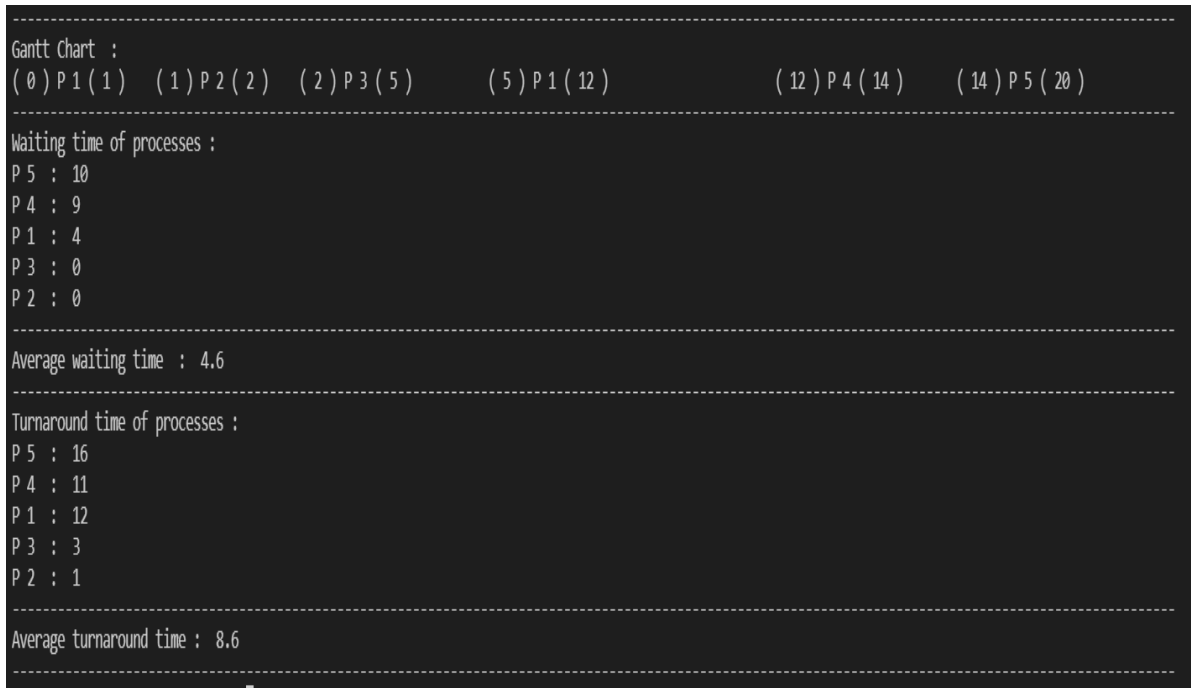 Gantt Chart :
( 0 ) P 1 ( 1 ) ( 1 ) P 2 ( 2 ) ( 2 ) P 3 ( 5 ) ( 5 ) P 1 ( 12 ) ( 12 ) P 4 ( 14 ) ( 14 ) P 5 ( 20 )
Waiting time of processes :
P 5 : 10
P 4 : 9
P 1 : 4
P 3 : 0
P 2 : 0
Average waiting time : 4.6
Turnaround time of processes :
P 5 : 16
P 4 : 11
P 1 : 12
P 3 : 3
P 2 : 1
Average turnaround time : 8.6